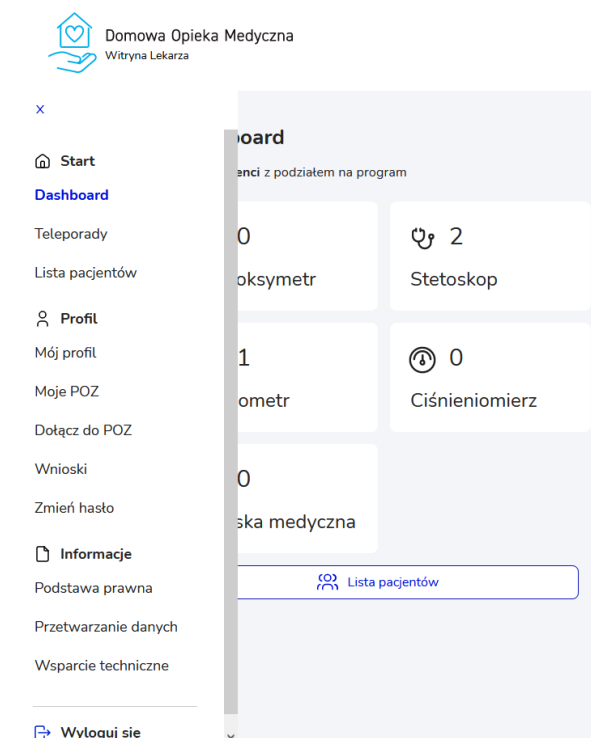 Domowa Opieka Medyczna
Witryna Lekarza
x
Start
Dashboard
Teleporady
Lista pacjentów
Profil
Mój profil
Moje POZ
Dołącz do POZ
Wnioski
Zmień hasło
Informacje
Podstawa prawna
Przetwarzanie danych
Wsparcie techniczne
Wyloguj się
oard
enci z podziałem na program
0
oksymetr
2
Stetoskop
1
ometr
0
Ciśnieniomierz
0
ska medyczna
Lista pacjentów